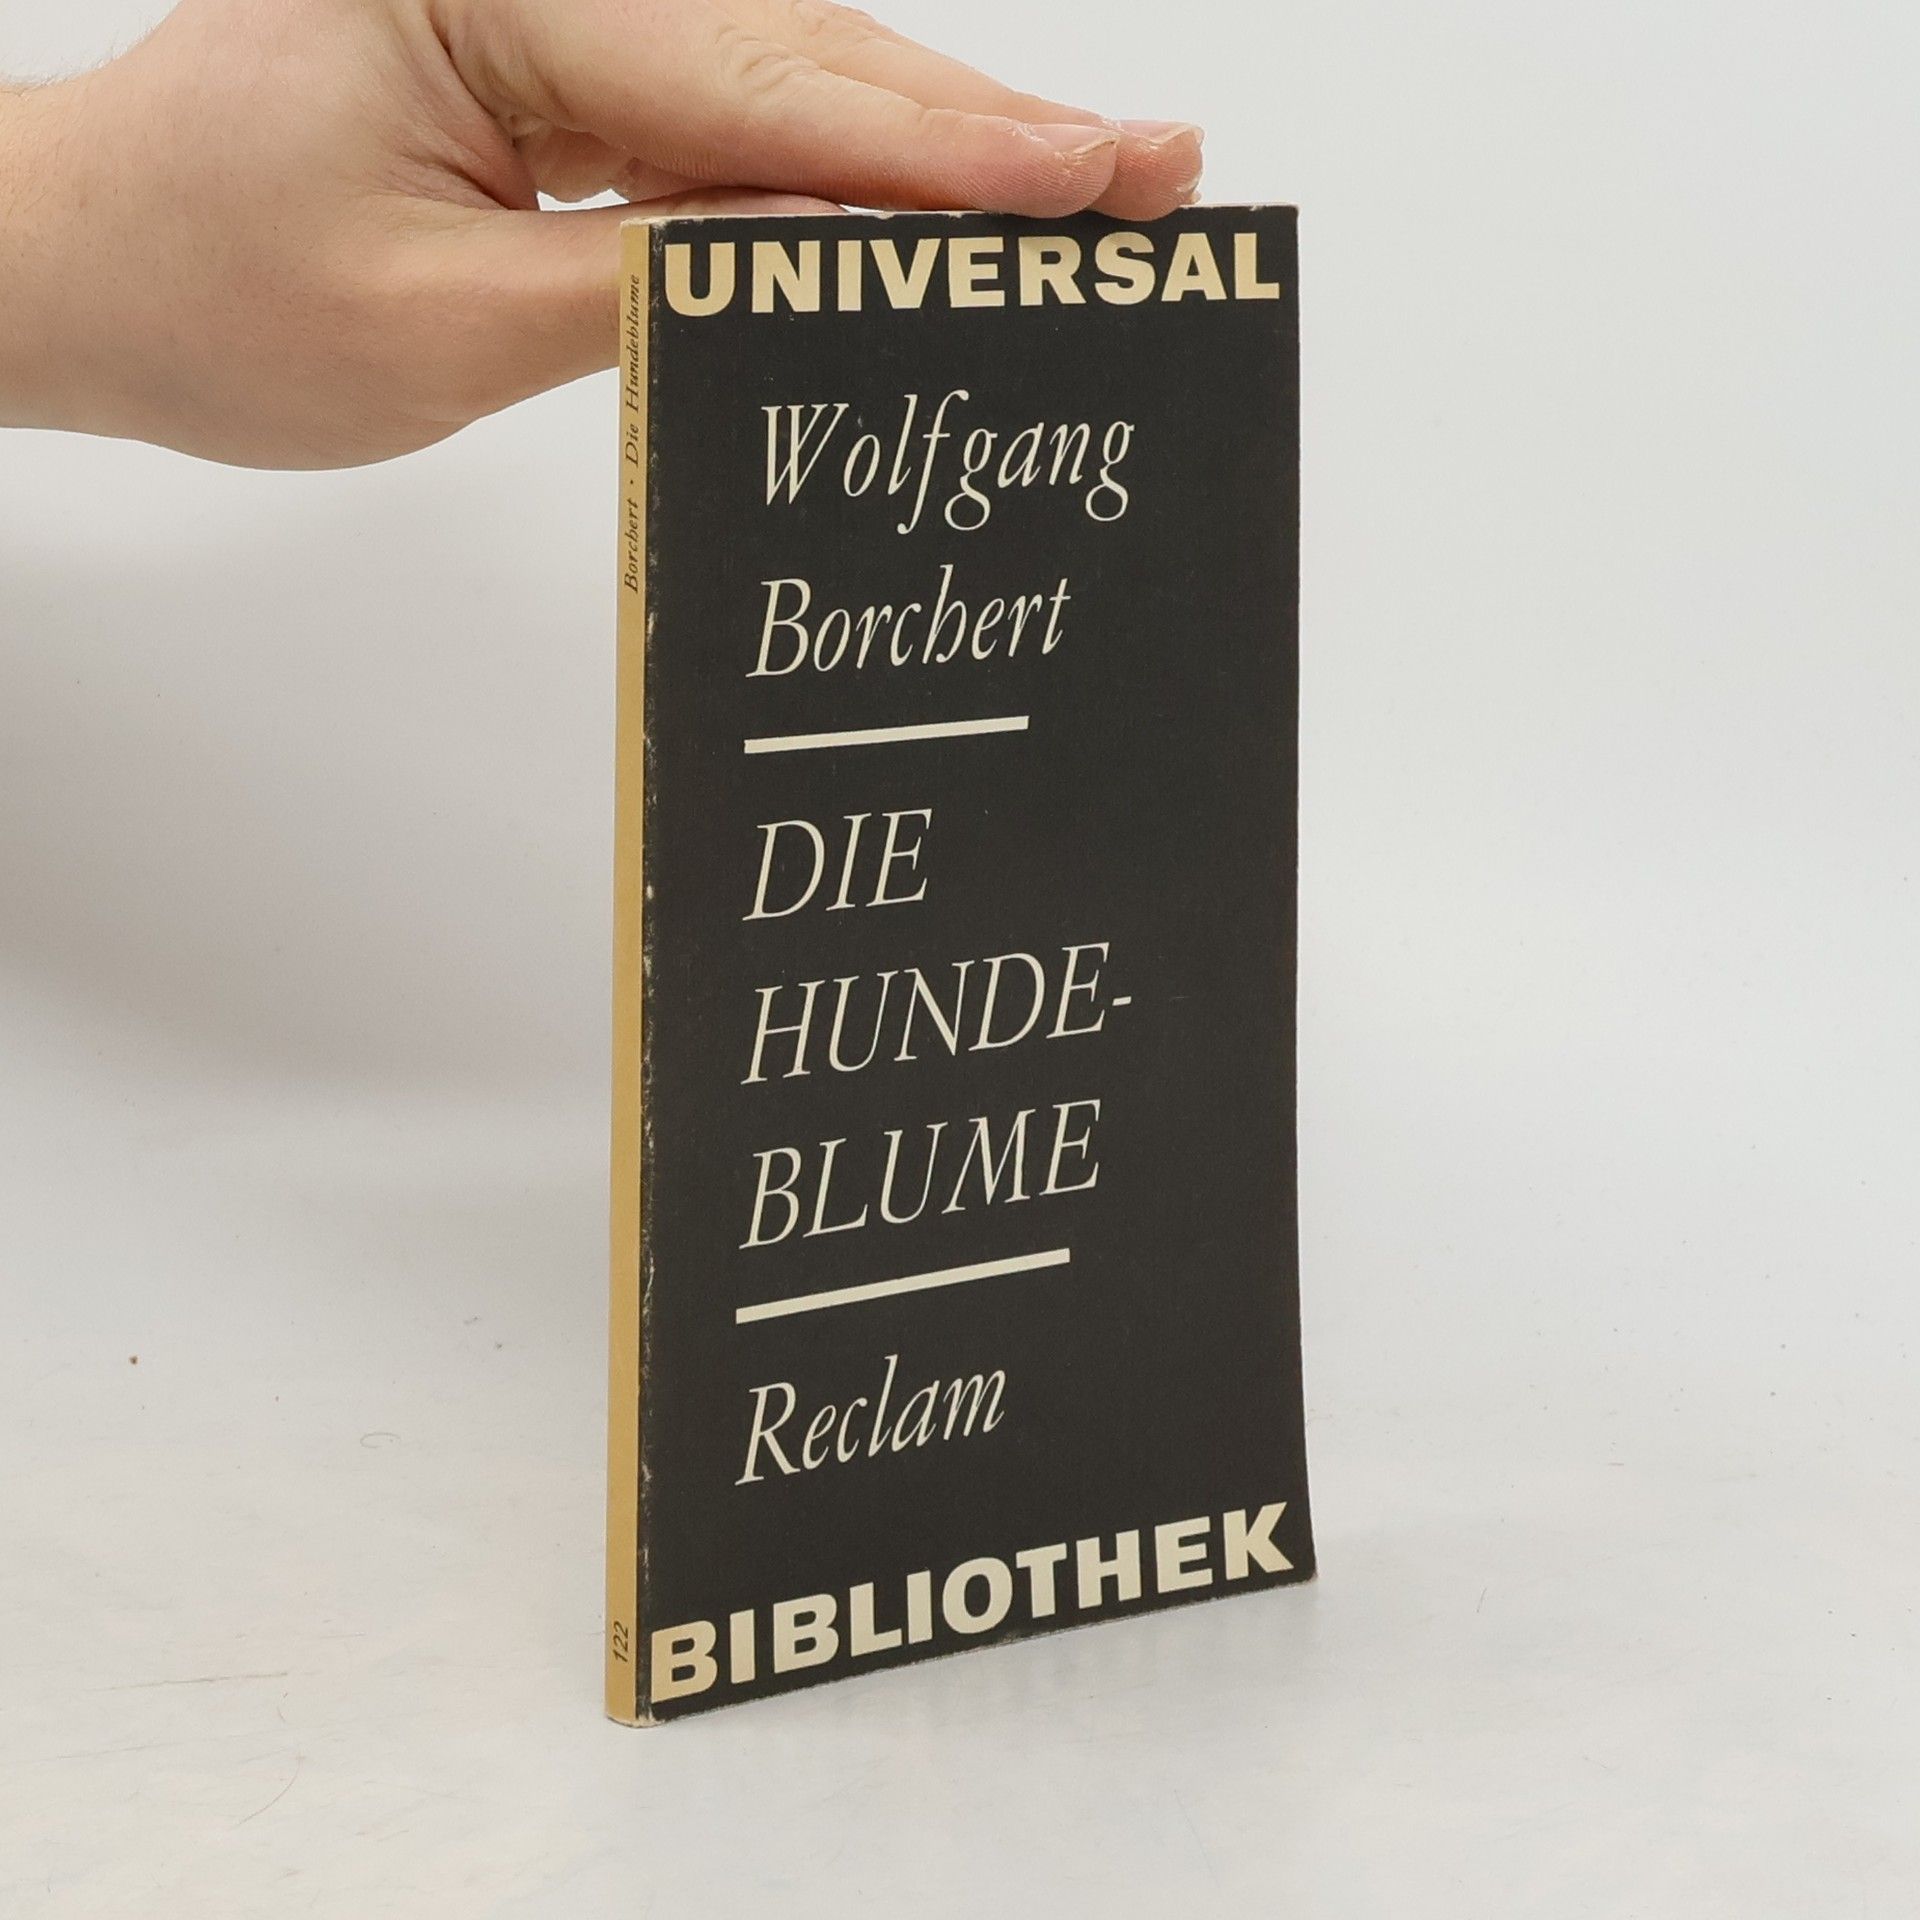 UNIVERSAL
Wolfgang
Borchert
DIE
HUNDE-
BLUME
Reclam
BIBLIOTHEK
Borchert · Die Hundeblume
122